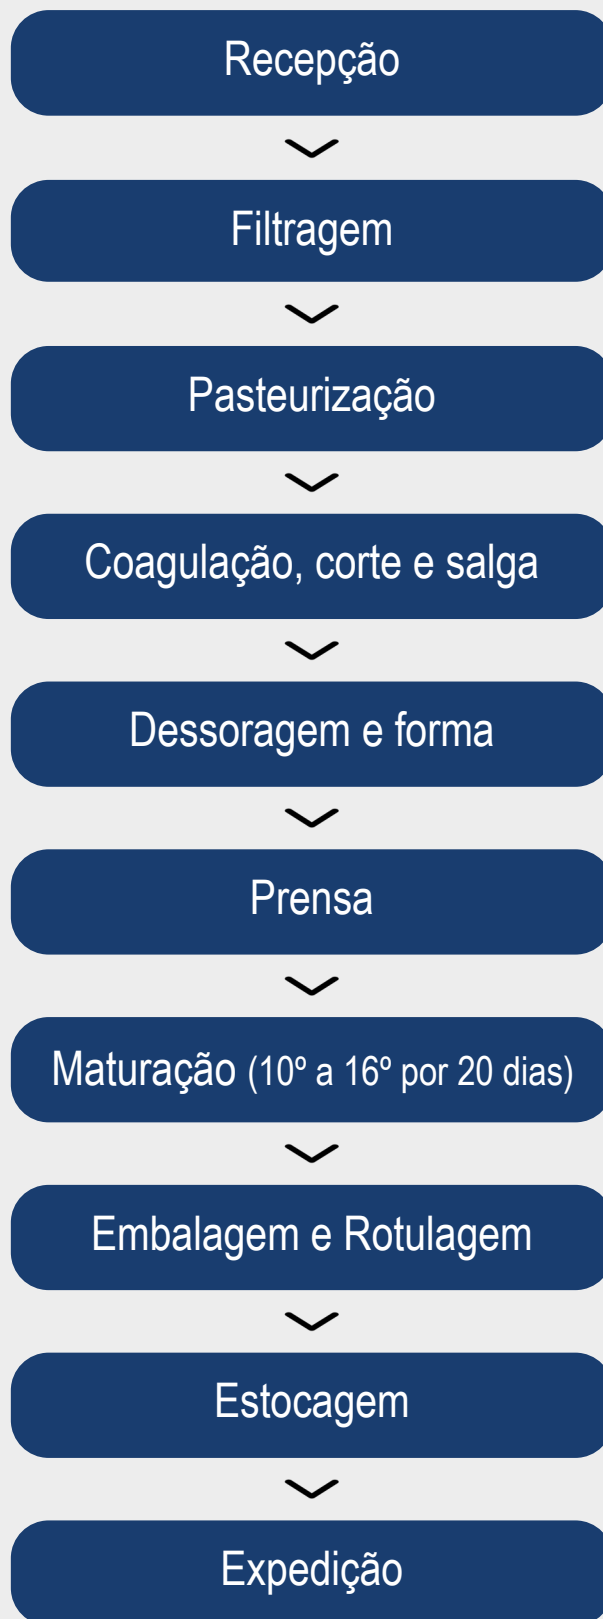 Recepção
Filtragem
Pasteurização
Coagulação, corte e salga
Dessoragem e forma
Prensa
Maturação (10º a 16º por 20 dias)
Embalagem e Rotulagem
Estocagem
Expedição